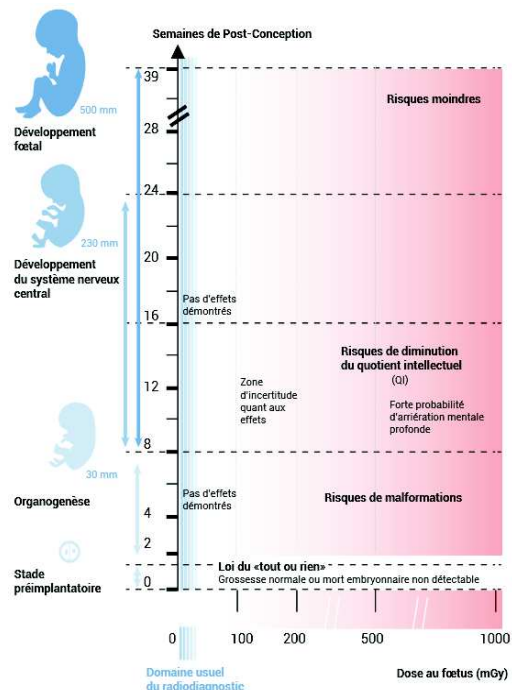 Semaines de Post-Conception
39
Risques moindres
500 mm
Développement
fœtal
28
24
230 mm
Développement
du système nerveux
central
20
Pas d'effets
démontrés
16
Risques de diminution
du quotient intellectuel
(QI)
Zone
d'incertitude
quant aux
effets
12
Forte probabilité
d'arriération mentale
profonde
8
30 mm
Organogenèse
Pas d'effets
démontrés
Risques de malformations
4
2
Stade
préimplantatoire
Loi du «tout ou rien»
Grossesse normale ou mort embryonnaire non détectable
0
0
100
200
500
1000
Domaine usuel
du radiodiagnostic
Dose au fœtus (mGy)